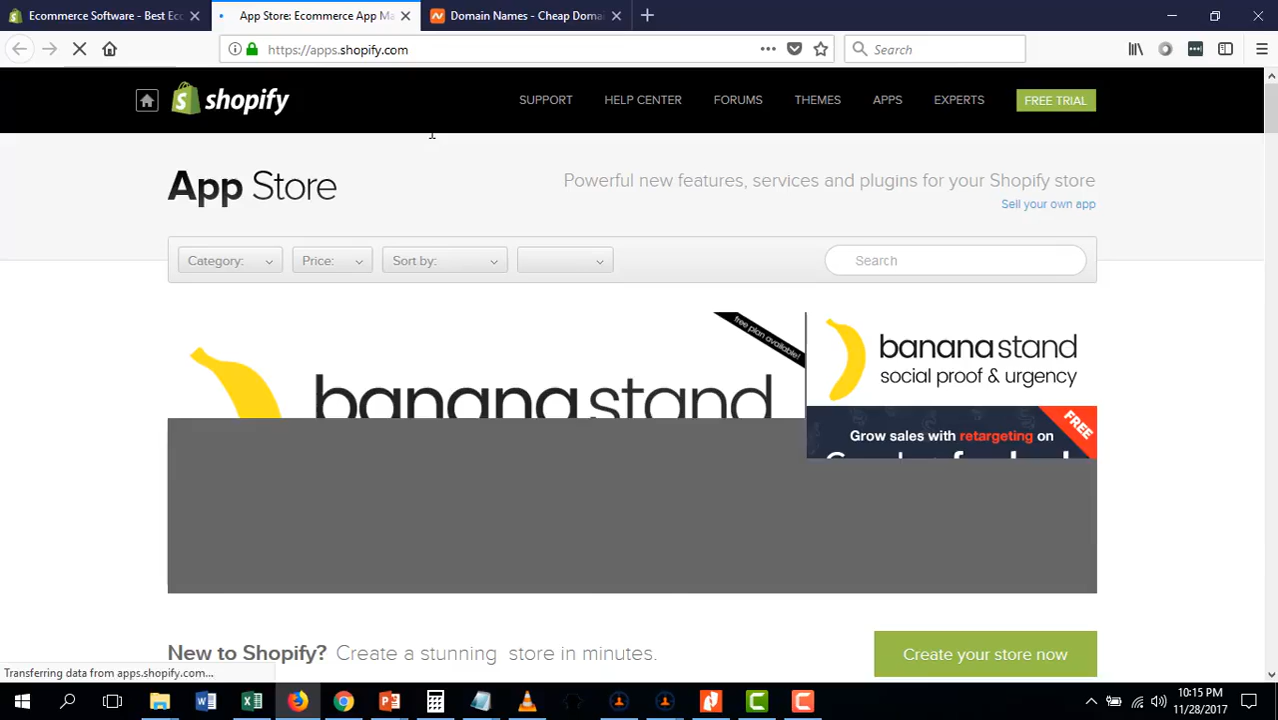 Ecommerce Software - Best Ec
App Store: Ecommerce App Ma
Domain Names - Cheap Doma
https://apps.shopify.com
Search
shopify
SUPPORT
HELP CENTER
FORUMS
THEMES
APPS
EXPERTS
FREE TRIAL
App Store
Powerful new features, services and plugins for your Shopify store
Sell your own app
Category:
Price:
Sort by:
Search
free plan available!
bananastand
bananastand
social proof & urgency
Grow sales with retargeting on
FREE
New to Shopify? Create a stunning store in minutes.
Create your store now
Transferring data from apps.shopify.com...
10:15 PM
11/28/2017